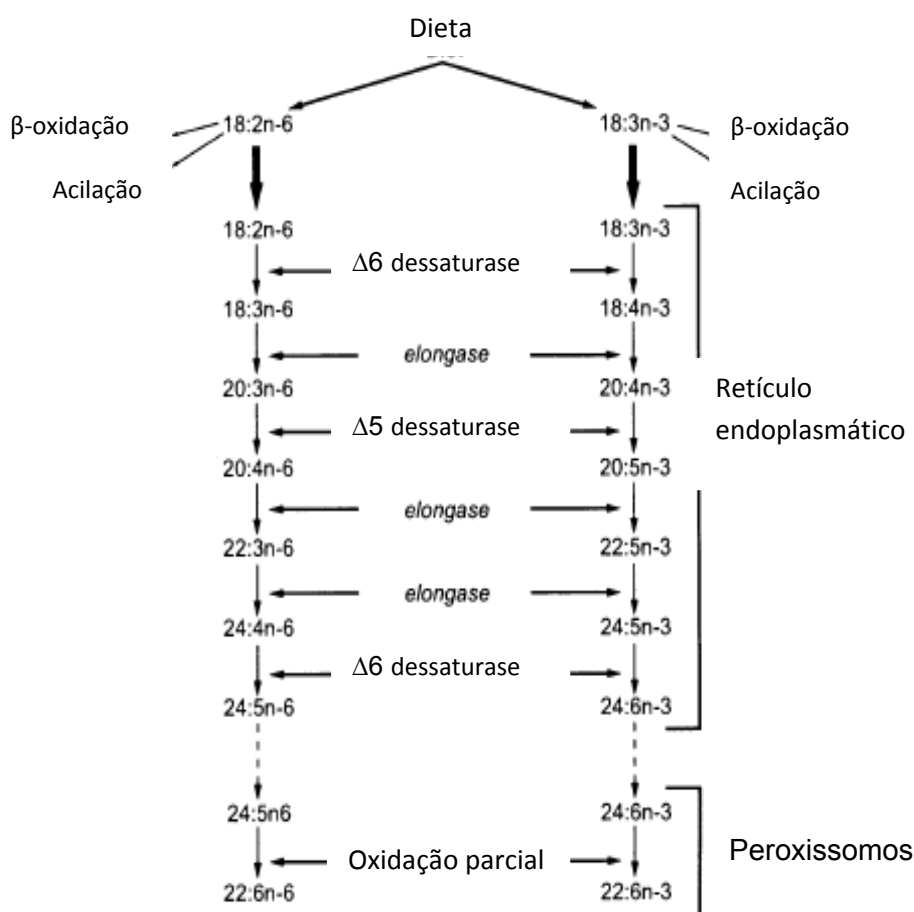 Dieta
β-oxidação 18:2n-6 18:3n-3 β-oxidação
Acilação Acilação
18:2n-6 18:3n-3
Δ6 dessaturase
18:3n-6 18:4n-3
elongase
20:3n-6 20:4n-3 Retículo
Δ5 dessaturase endoplasmático
20:4n-6 20:5n-3
elongase
22:3n-6 22:5n-3
elongase
24:4n-6 24:5n-3
Δ6 dessaturase
24:5n-6 24:6n-3
24:5n6 24:6n-3
Oxidação parcial Peroxissomos
22:6n-6 22:6n-3